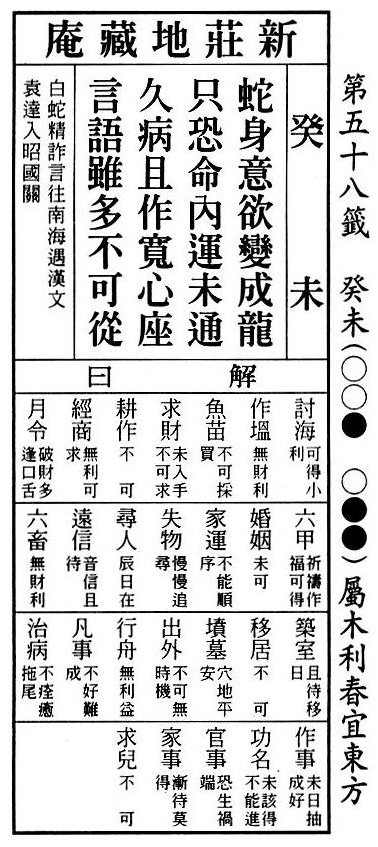 第五十八籤 癸未(○○● ○●●)屬木利春宜東方
新莊地藏庵
癸未
蛇身意欲變成龍
只恐命內運未通
久病且作寬心座
言語雖多不可從
白蛇精詐言往南海遇漢文
袁達入昭國關
解曰
討海 可得小利
作塭 無財利
魚苗 不可採買
求財 未入手不可求
耕作 不可
經商 無利可求
月令 破財多逢口舌
六甲 祈禱作福可得
婚姻 未可
家運 不能順序
失物 慢慢追尋
尋人 辰日在
遠信 音信且待
六畜 無財利
築室 且待移日
移居 不可
墳墓 穴地平安
出外 不可無時機
行舟 無利益
凡事 不好難成
治病 不痊癒拖尾
作事 未日抽成好
功名 未該得不能進
官事 恐生禍端
家事 漸待莫得
求兒 不可